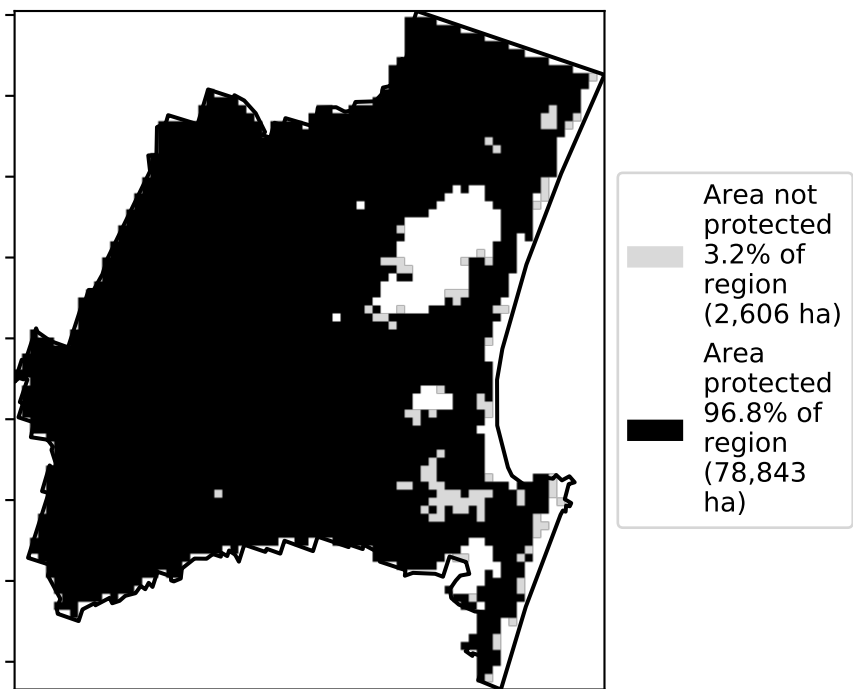 Area not
protected
3.2% of
region
(2,606 ha)
Area
protected
96.8% of
region
(78,843
ha)